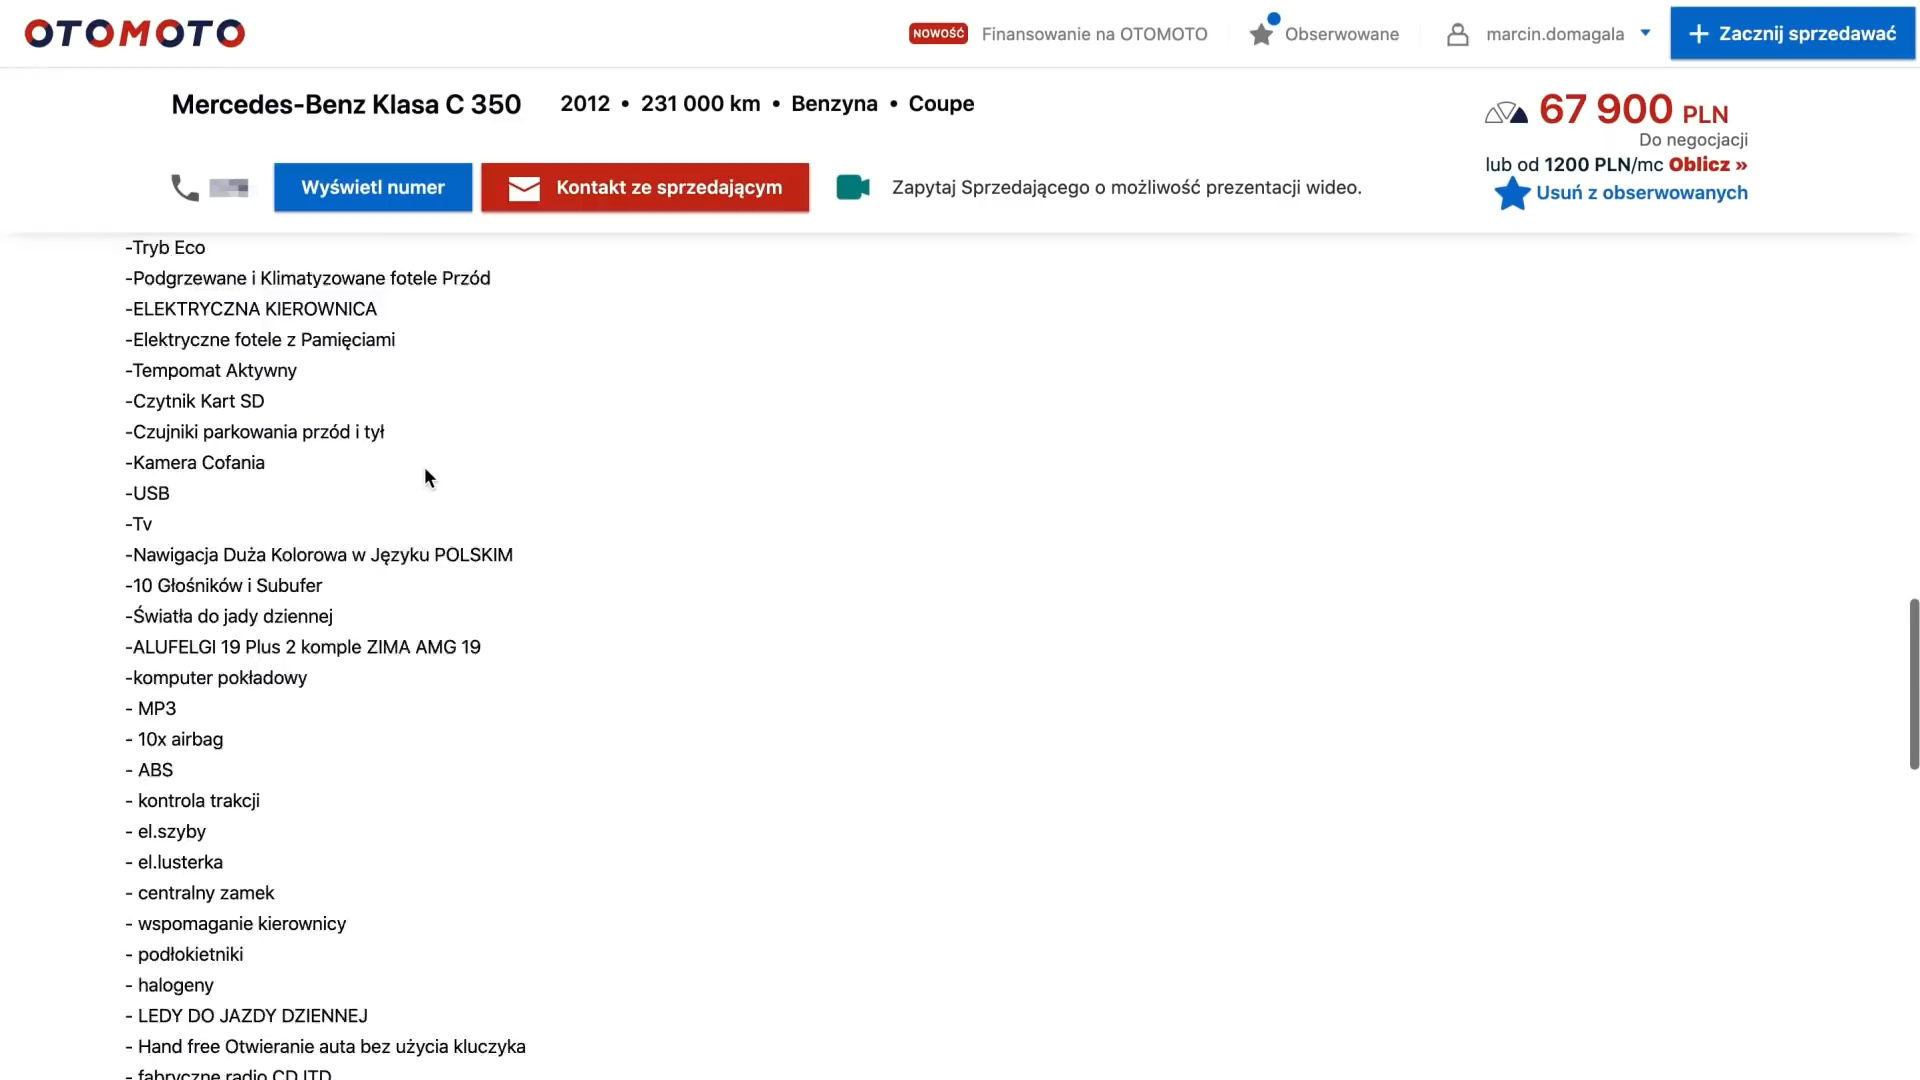 OTOMOTO
NOWOŚĆ Finansowanie na OTOMOTO Obserwowane marcin.domagala + Zacznij sprzedawać
Mercedes-Benz Klasa C 350 2012 • 231 000 km • Benzyna • Coupe
67 900 PLN
Do negocjacji
lub od 1200 PLN/mc Oblicz »
Usuń z obserwowanych
Wyświetl numer Kontakt ze sprzedającym Zapytaj Sprzedającego o możliwość prezentacji wideo.
-Tryb Eco
-Podgrzewane i Klimatyzowane fotele Przód
-ELEKTRYCZNA KIEROWNICA
-Elektryczne fotele z Pamięciami
-Tempomat Aktywny
-Czytnik Kart SD
-Czujniki parkowania przód i tył
-Kamera Cofania
-USB
-Tv
-Nawigacja Duża Kolorowa w Języku POLSKIM
-10 Głośników i Subufer
-Światła do jady dziennej
-ALUFELGI 19 Plus 2 komple ZIMA AMG 19
-komputer pokładowy
- MP3
- 10x airbag
- ABS
- kontrola trakcji
- el.szyby
- el.lusterka
- centralny zamek
- wspomaganie kierownicy
- podłokietniki
- halogeny
- LEDY DO JAZDY DZIENNEJ
- Hand free Otwieranie auta bez użycia kluczyka
- fabryczne radio CD ITD